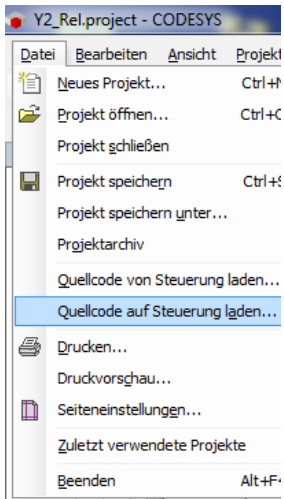 Y2_Rel.project - CODESYS
Datei Bearbeiten Ansicht Projekt
Neues Projekt... Ctrl+N
Projekt öffnen... Ctrl+O
Projekt schließen
Projekt speichern Ctrl+S
Projekt speichern unter...
Projektarchiv
Quellcode von Steuerung laden...
Quellcode auf Steuerung laden...
Drucken...
Druckvorschau...
Seiteneinstellungen...
Zuletzt verwendete Projekte
Beenden Alt+F4